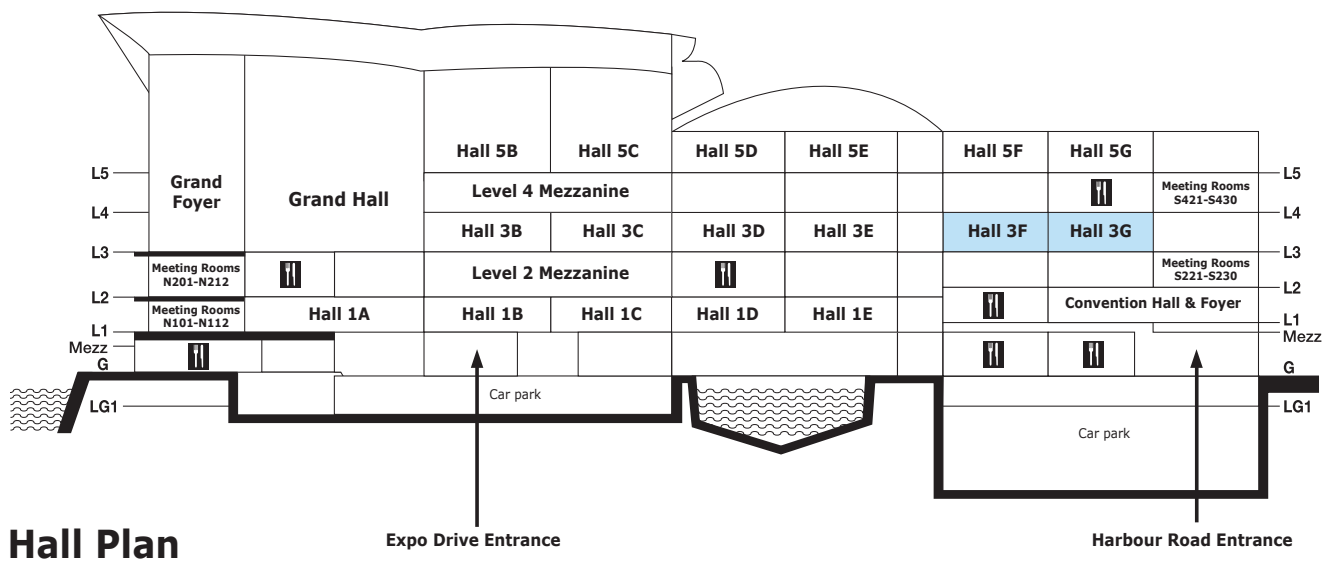 Hall 5B
Hall 5C
Hall 5D
Hall 5E
Hall 5F
Hall 5G
L5
L5
Grand
Foyer
Grand Hall
Level 4 Mezzanine
Meeting Rooms
S421-S430
L4
L4
Hall 3B
Hall 3C
Hall 3D
Hall 3E
Hall 3F
Hall 3G
L3
L3
Meeting Rooms
N201-N212
Level 2 Mezzanine
Meeting Rooms
S221-S230
L2
L2
Meeting Rooms
N101-N112
Hall 1A
Hall 1B
Hall 1C
Hall 1D
Hall 1E
Convention Hall & Foyer
L1
L1
Mezz
Mezz
G
G
Car park
LG1
LG1
Car park
Hall Plan
Expo Drive Entrance
Harbour Road Entrance